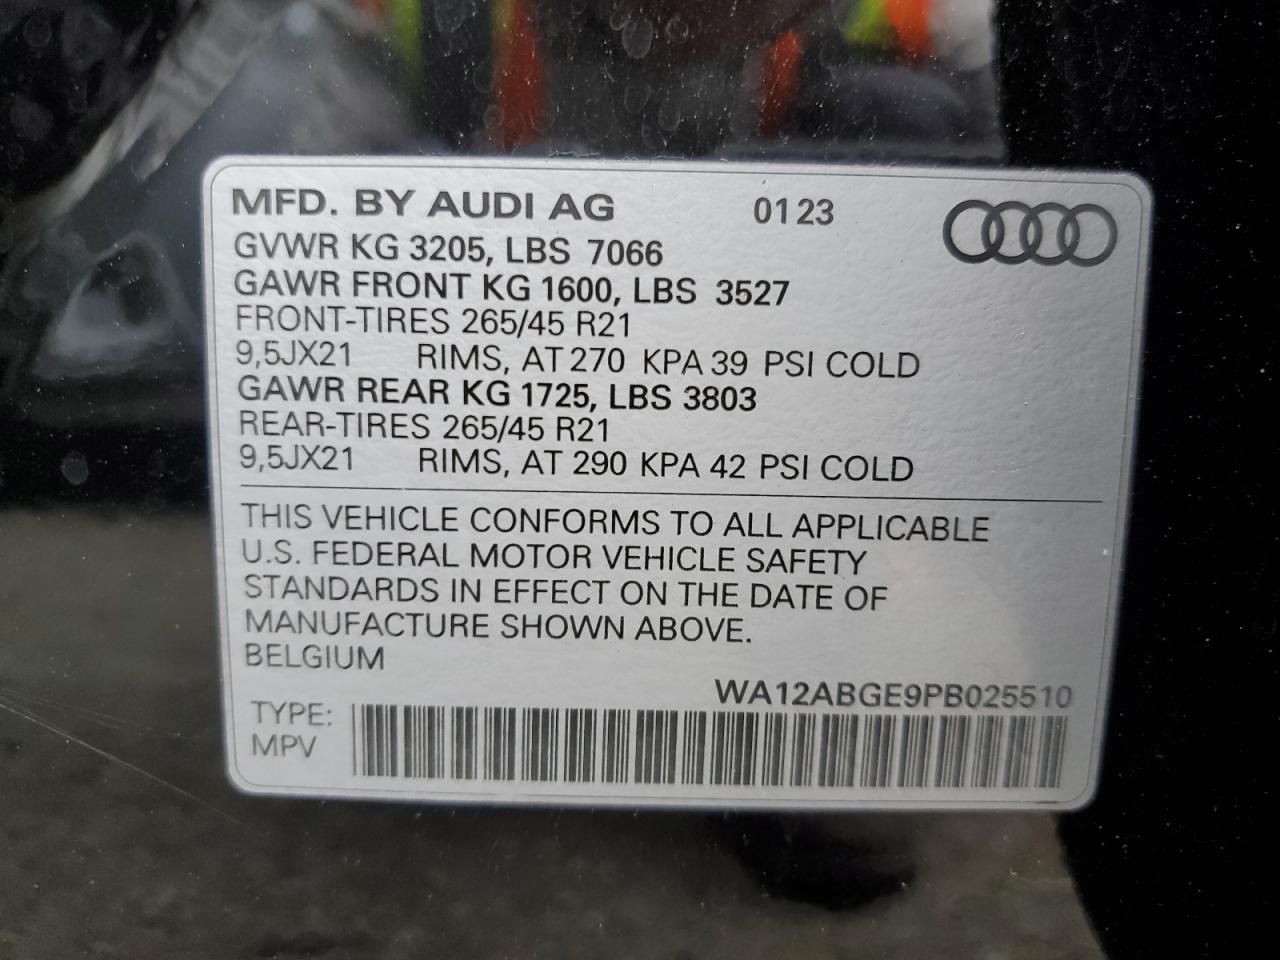 MFD. BY AUDI AG 0123
GVWR KG 3205, LBS 7066
GAWR FRONT KG 1600, LBS 3527
FRONT-TIRES 265/45 R21
9,5JX21 RIMS, AT 270 KPA 39 PSI COLD
GAWR REAR KG 1725, LBS 3803
REAR-TIRES 265/45 R21
9,5JX21 RIMS, AT 290 KPA 42 PSI COLD
THIS VEHICLE CONFORMS TO ALL APPLICABLE
U.S. FEDERAL MOTOR VEHICLE SAFETY
STANDARDS IN EFFECT ON THE DATE OF
MANUFACTURE SHOWN ABOVE.
BELGIUM
WA12ABGE9PB025510
TYPE:
MPV